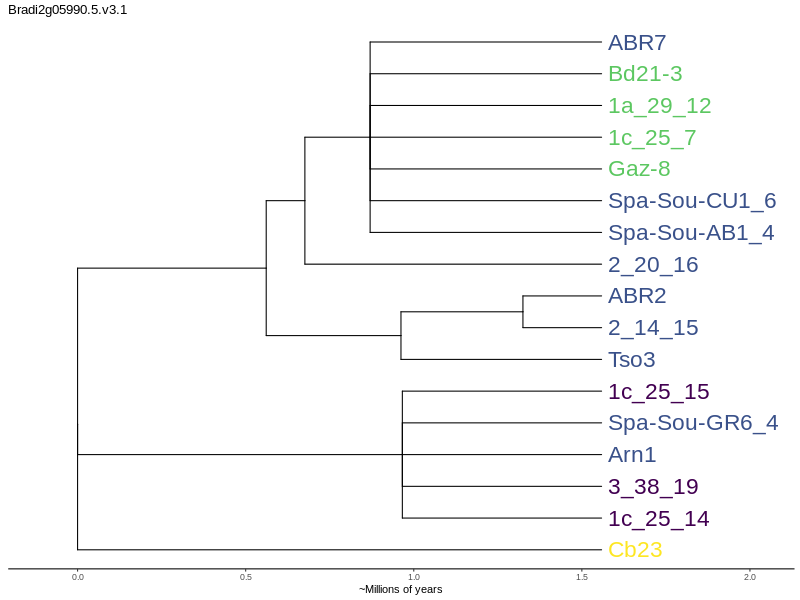 Bradi2g05990.5.v3.1
ABR7
Bd21-3
1a_29_12
1c_25_7
Gaz-8
Spa-Sou-CU1_6
Spa-Sou-AB1_4
2_20_16
ABR2
2_14_15
Tso3
1c_25_15
Spa-Sou-GR6_4
Arn1
3_38_19
1c_25_14
Cb23
0.0 0.5 1.0 1.5 2.0
~Millions of years